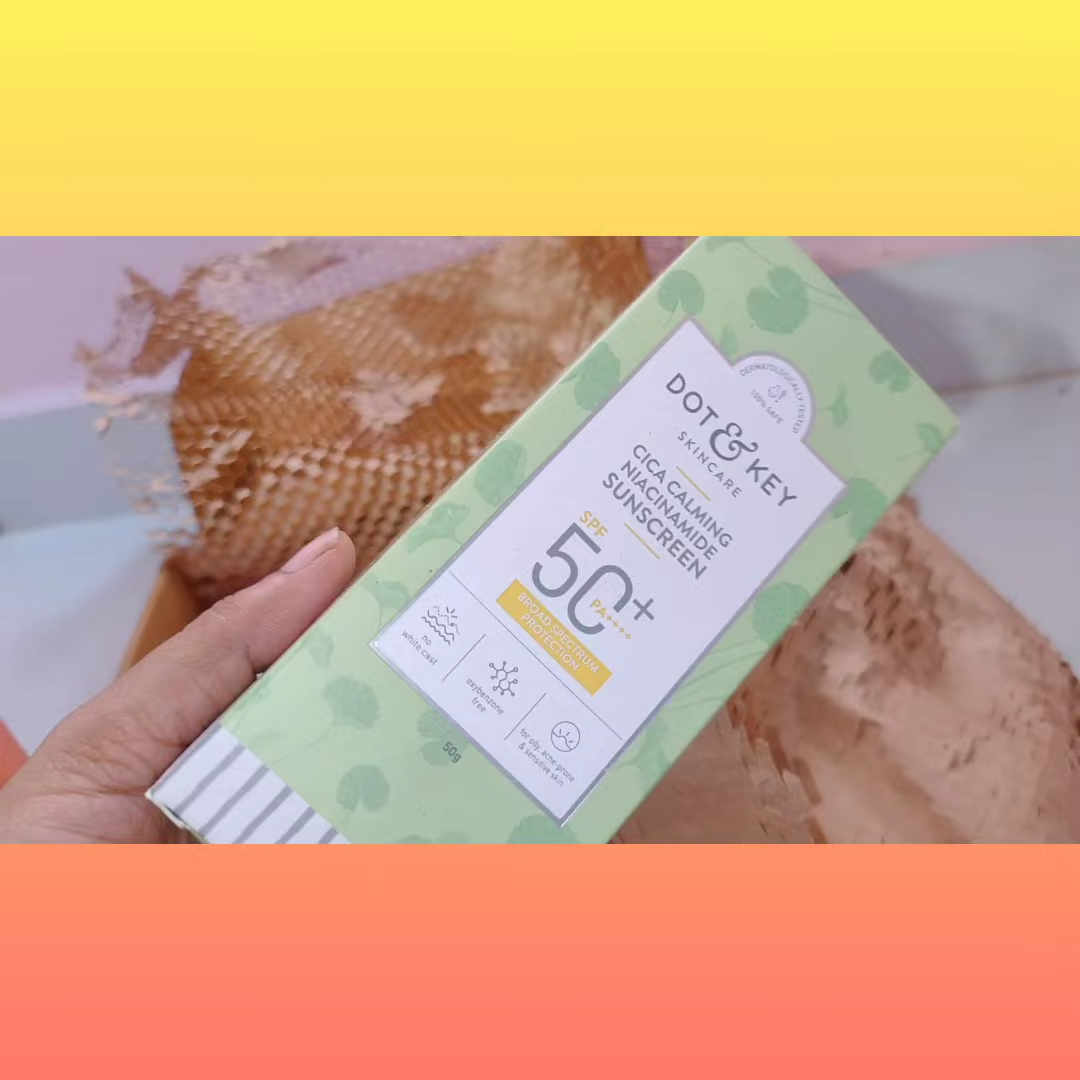 DERMATOLOGICALLY TESTED
100% SAFE
DOT & KEY
SKINCARE
CICA CALMING
NIACINAMIDE
SUNSCREEN
SPF
50+
PA++++
BROAD SPECTRUM
PROTECTION
no
white cast
oxybenzone
free
for oily, acne-prone
& sensitive skin
50g